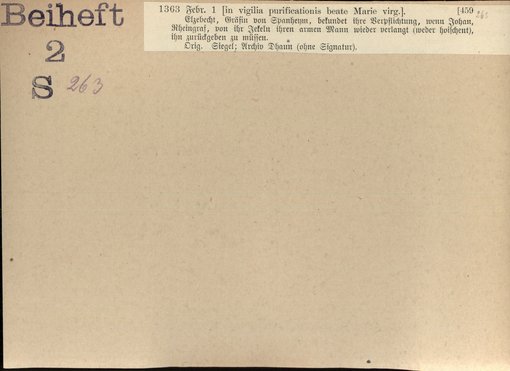 Beiheft
2
S 263
1363 Febr. 1 [in vigilia purificationis beate Marie virg.]. [459
Elzebecht, Gräfin von Spanheym, bekundet ihre Verpflichtung, wenn Johan,
Rheingraf, von ihr Jekeln ihren armen Mann wieder verlangt (weder hoischent),
ihn zurückgeben zu müssen.
Orig. Siegel; Archiv Dhaun (ohne Signatur).